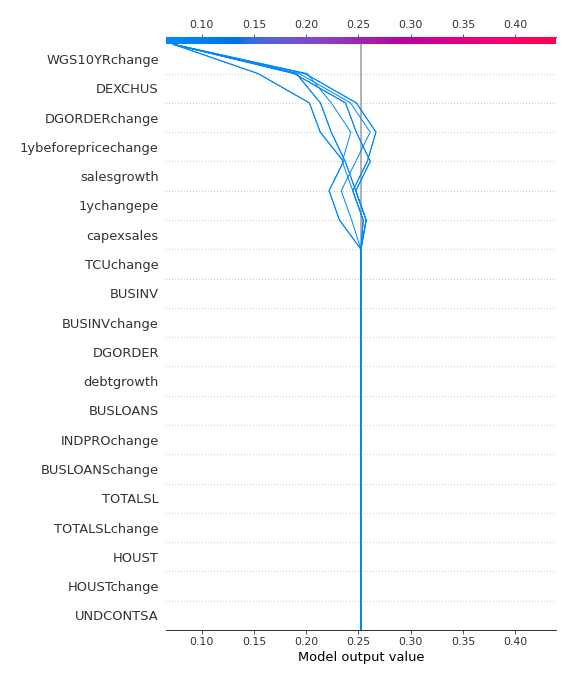 0.10 0.15 0.20 0.25 0.30 0.35 0.40
WGS10YRchange
DEXCHUS
DGORDERchange
1ybeforepricechange
salesgrowth
1ychangepe
capexsales
TCUchange
BUSINV
BUSINVchange
DGORDER
debtgrowth
BUSLOANS
INDPROchange
BUSLOANSchange
TOTALSL
TOTALSLchange
HOUST
HOUSTchange
UNDCONTSA
0.10 0.15 0.20 0.25 0.30 0.35 0.40
Model output value